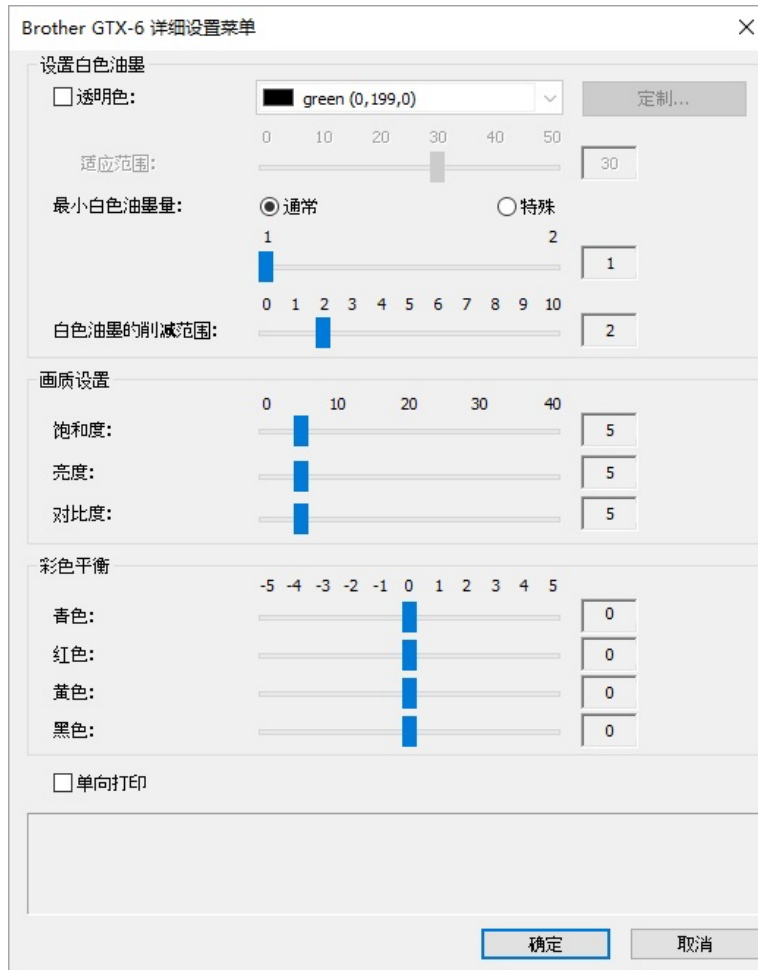 Brother GTX-6 详细设置菜单
设置白色油墨
透明色: green (0,199,0) 定制...
0 10 20 30 40 50
适应范围: 30
最小白色油墨量: 通常 特殊
1 2
1
0 1 2 3 4 5 6 7 8 9 10
白色油墨的削减范围: 2
画质设置
0 10 20 30 40
饱和度: 5
亮度: 5
对比度: 5
彩色平衡
-5 -4 -3 -2 -1 0 1 2 3 4 5
青色: 0
红色: 0
黄色: 0
黑色: 0
单向打印
确定 取消